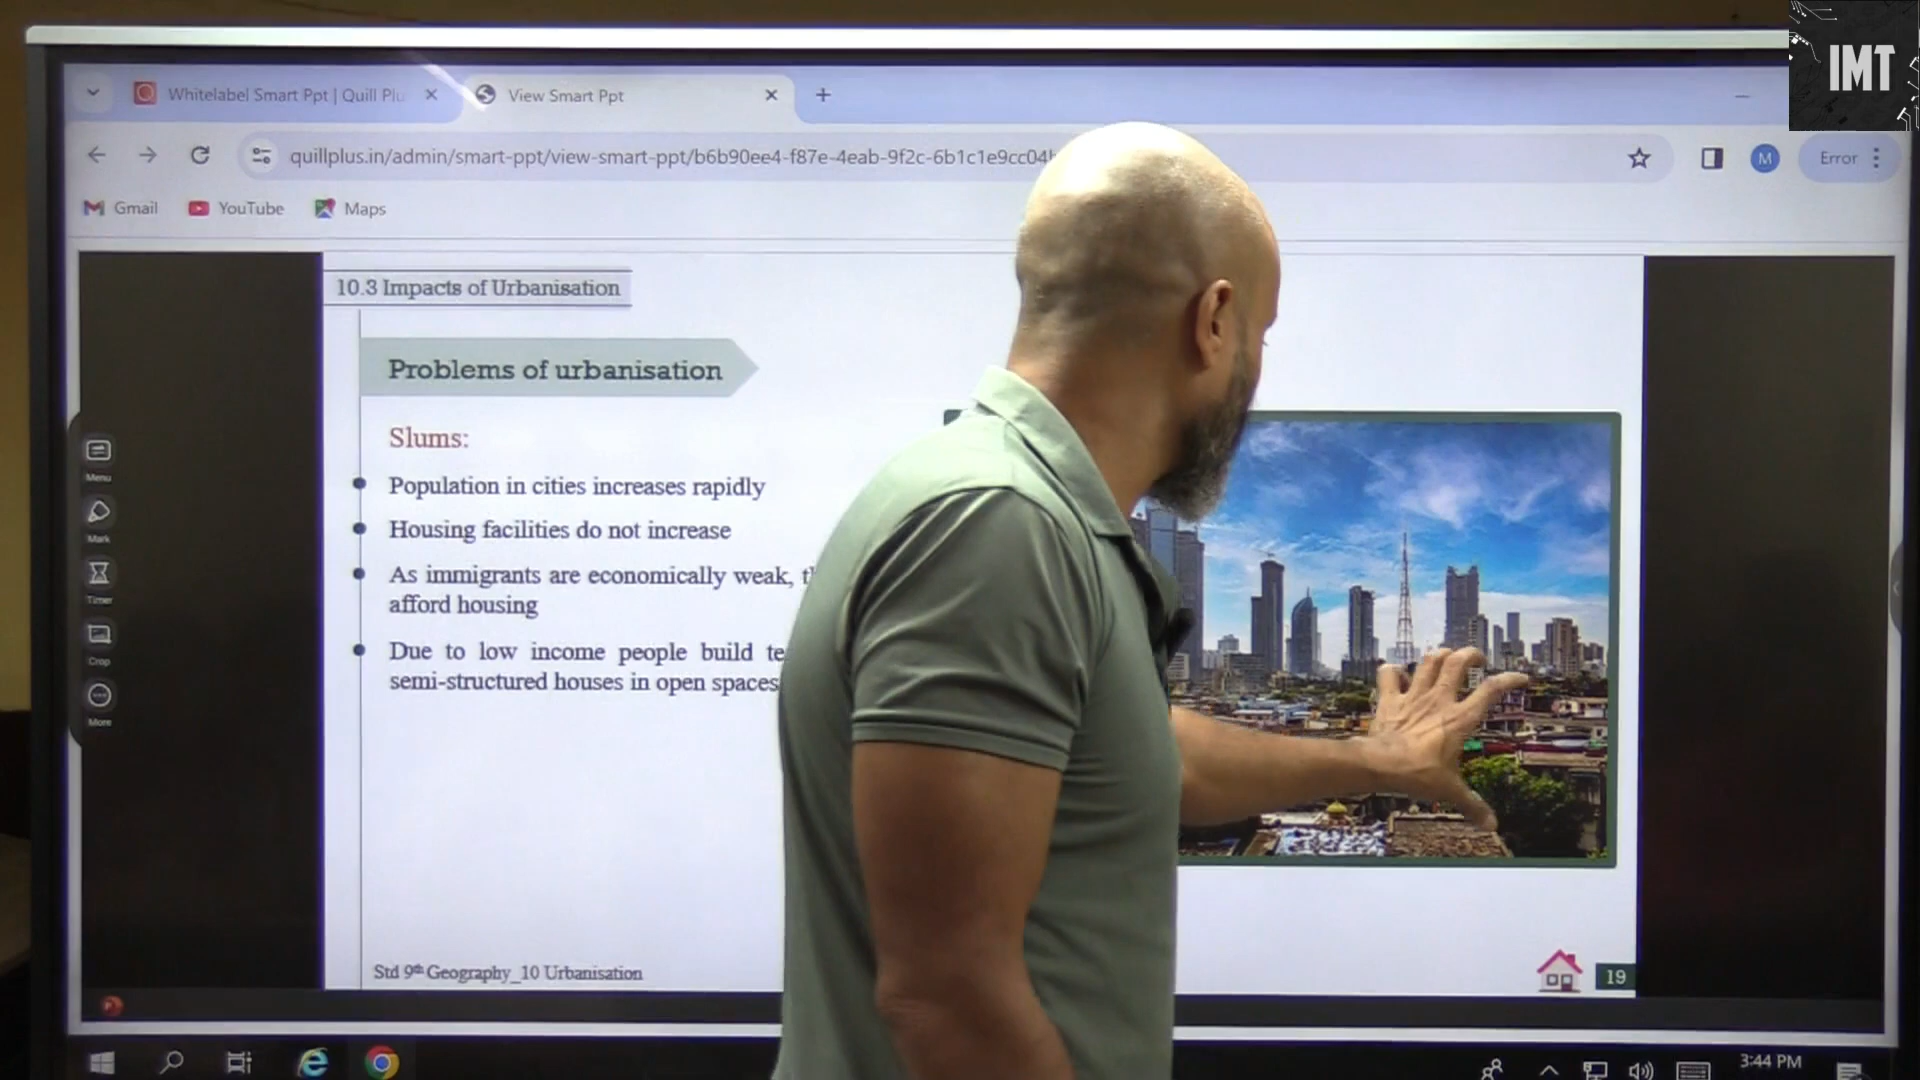 IMT
Whitelabel Smart Ppt | Quill Plu
View Smart Ppt
quillplus.in/admin/smart-ppt/view-smart-ppt/b6b90ee4-f87e-4eab-9f2c-6b1c1e9cc04
M
Error
Gmail
YouTube
Maps
10.3 Impacts of Urbanisation
Problems of urbanisation
Slums:
Population in cities increases rapidly
Housing facilities do not increase
As immigrants are economically weak,
afford housing
Due to low income people build
semi-structured houses in open spaces
Menu
Mark
Timer
Crop
More
Std 9th Geography_10 Urbanisation
19
3:44 PM